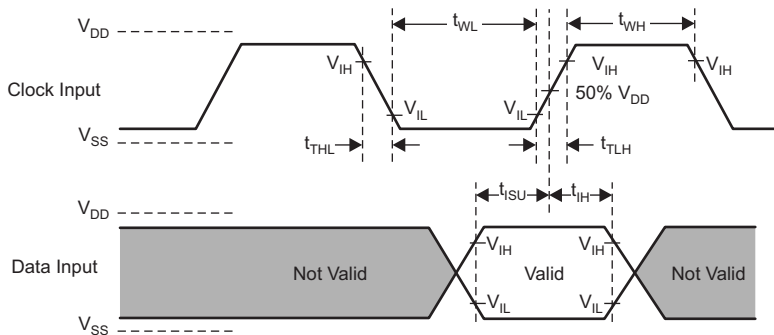 V_DD
t_WL
t_WH
V_IH
V_IH
V_IH
Clock Input
50% V_DD
V_IL
V_IL
V_SS
t_THL
t_TLH
t_ISU
t_IH
V_DD
V_IH
V_IH
Data Input
Not Valid
Valid
Not Valid
V_IL
V_IL
V_SS